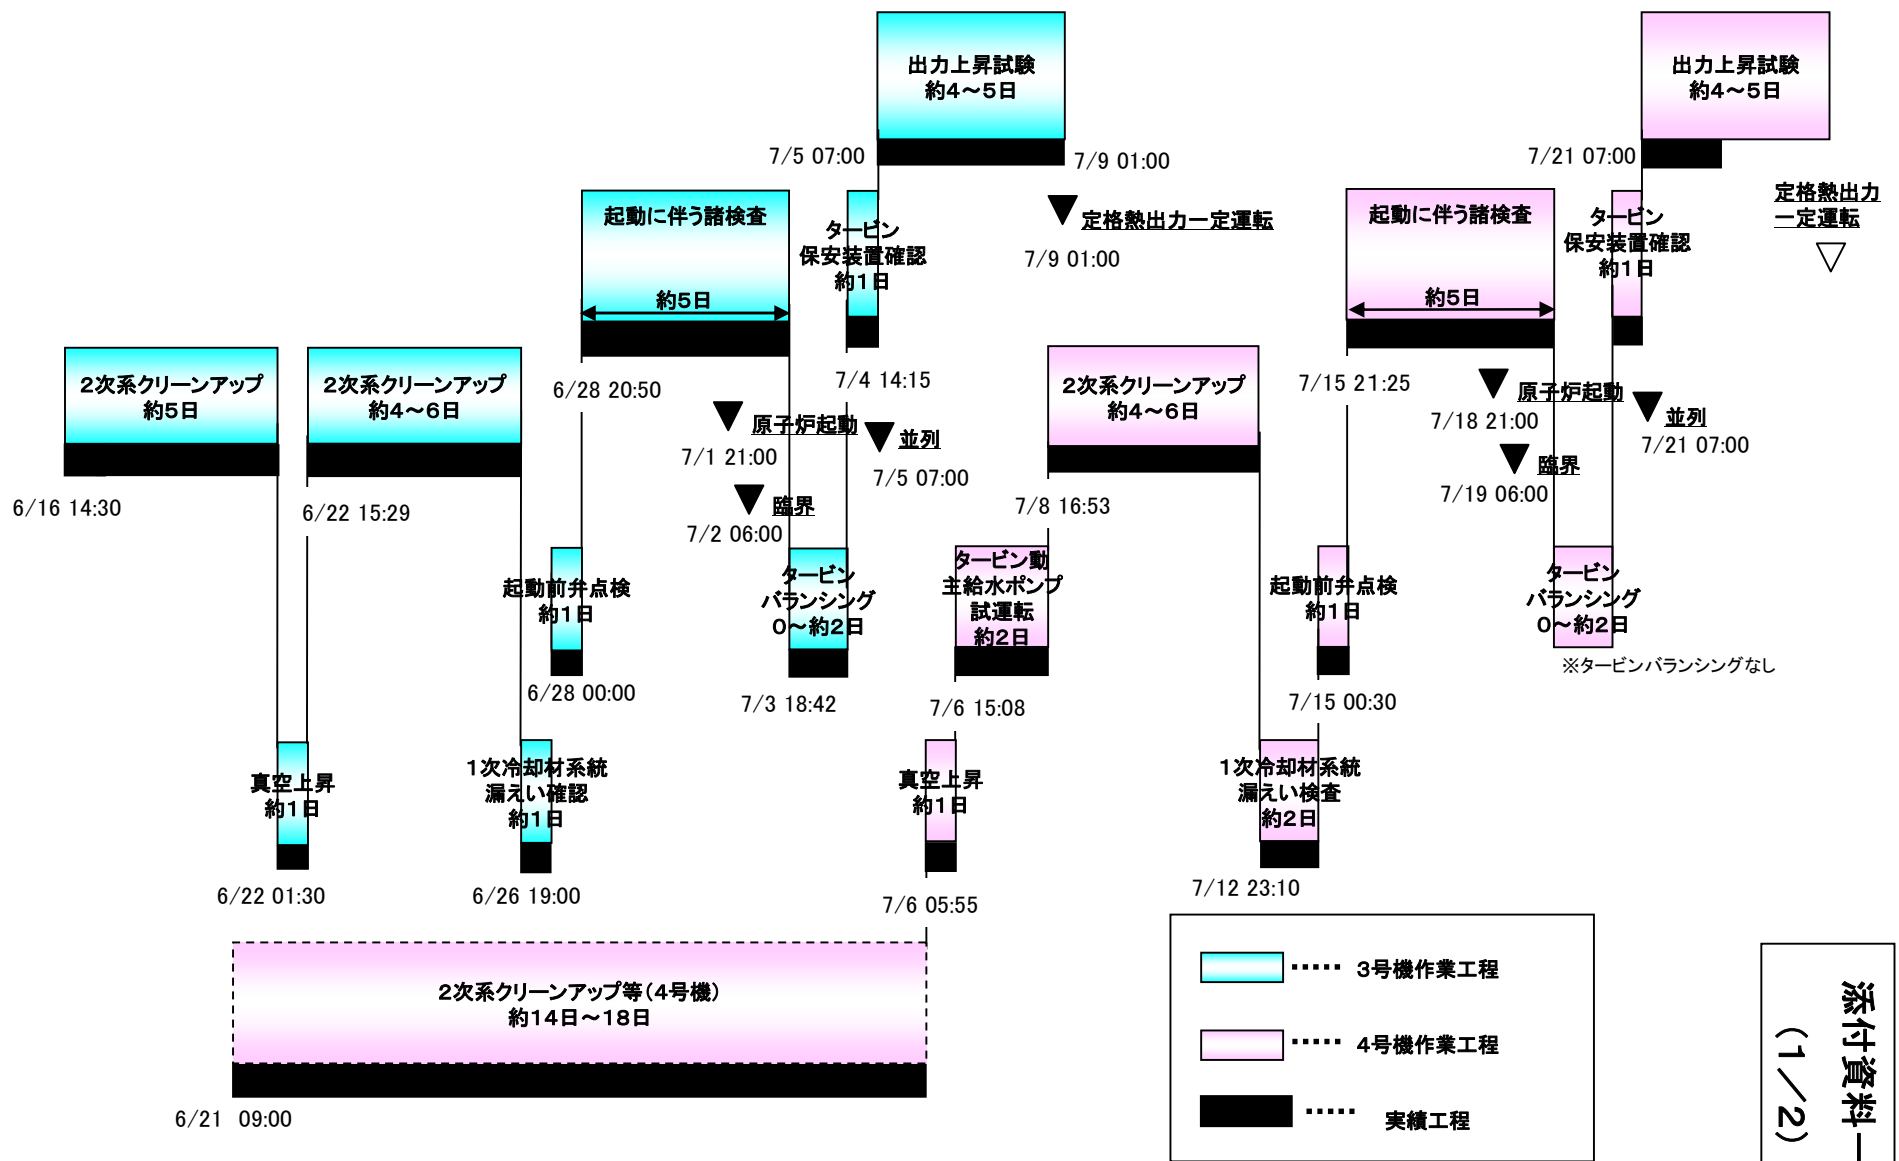 出力上昇試験
約4～5日
7/5 07:00
7/9 01:00
定格熱出力一定運転
7/9 01:00
起動に伴う諸検査
約5日
タービン
保安装置確認
約1日
6/28 20:50
7/4 14:15
原子炉起動
7/1 21:00
並列
7/5 07:00
臨界
7/2 06:00
2次系クリーンアップ
約5日
6/16 14:30
2次系クリーンアップ
約4～6日
6/22 15:29
起動前弁点検
約1日
6/28 00:00
タービン
バランシング
0～約2日
7/3 18:42
真空上昇
約1日
6/22 01:30
1次冷却材系統
漏えい確認
約1日
6/26 19:00
出力上昇試験
約4～5日
7/21 07:00
定格熱出力
一定運転
起動に伴う諸検査
約5日
タービン
保安装置確認
約1日
7/15 21:25
原子炉起動
7/18 21:00
並列
7/21 07:00
臨界
7/19 06:00
2次系クリーンアップ
約4～6日
7/8 16:53
タービン動
主給水ポンプ
試運転
約2日
7/6 15:08
起動前弁点検
約1日
7/15 00:30
タービン
バランシング
0～約2日
※タービンバランシングなし
真空上昇
約1日
7/6 05:55
1次冷却材系統
漏えい検査
約2日
7/12 23:10
2次系クリーンアップ等(4号機)
約14日～18日
6/21 09:00
····· 3号機作業工程
····· 4号機作業工程
····· 実績工程
添付資料－
（1／2）